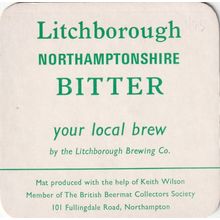 Litchborough
NORTHAMPTONSHIRE
BITTER
your local brew
by the Litchborough Brewing Co.
Mat produced with the help of Keith Wilson
Member of The British Beermat Collectors Society
101 Fullingdale Road, Northampton